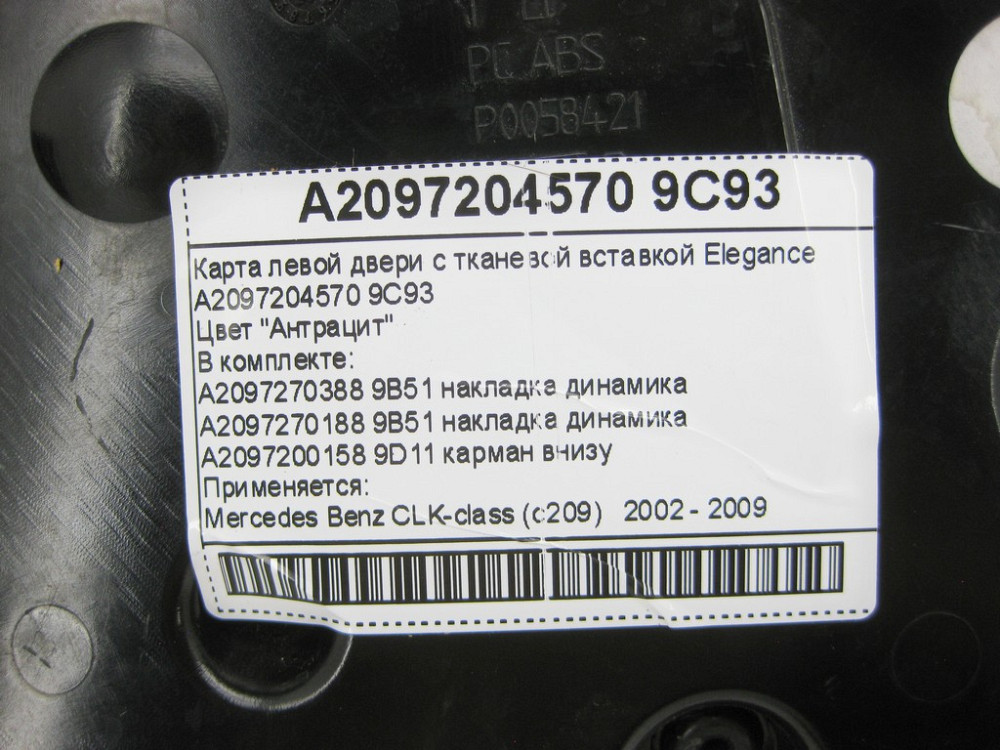 PC ABS
P0058421
A2097204570 9C93
Карта левой двери с тканевой вставкой Elegance
A2097204570 9C93
Цвет "Антрацит"
В комплекте:
A2097270388 9B51 накладка динамика
A2097270188 9B51 накладка динамика
A2097200158 9D11 карман внизу
Применяется:
Mercedes Benz CLK-class (c209) 2002 - 2009